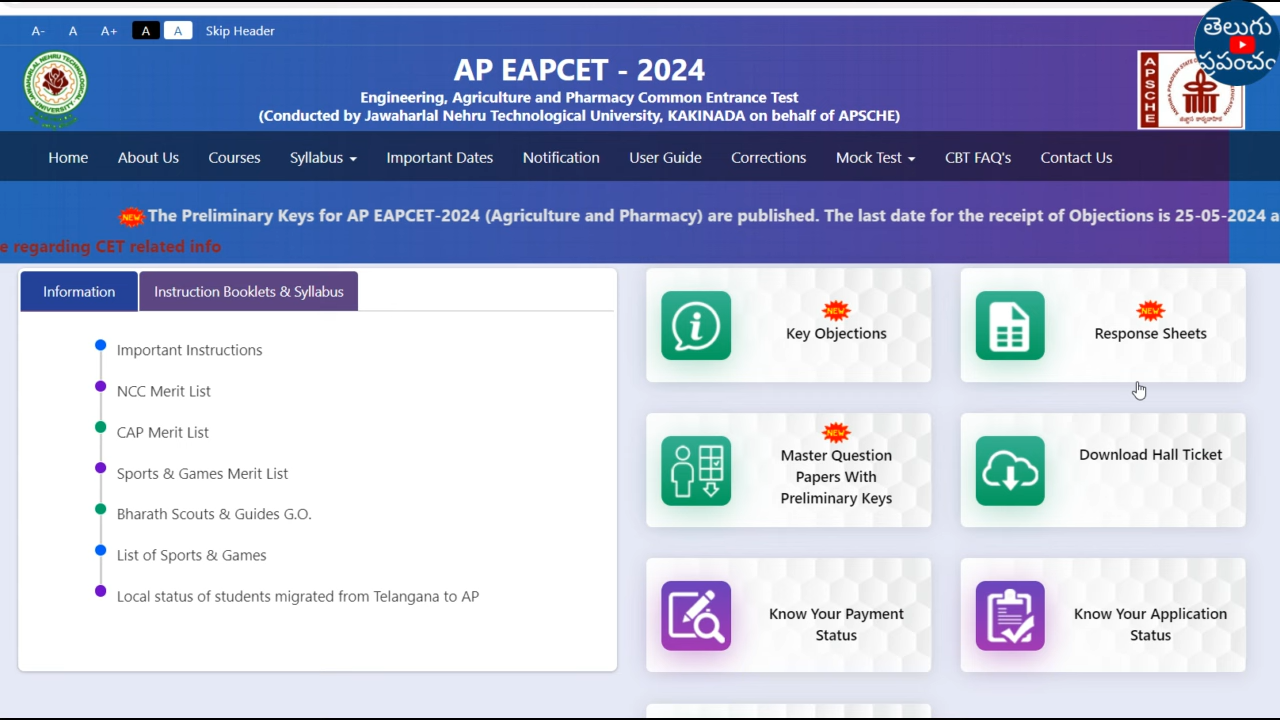 A- A A+ A A Skip Header
తెలుగు
ప్రపంచం
AP EAPCET - 2024
Engineering, Agriculture and Pharmacy Common Entrance Test
(Conducted by Jawaharlal Nehru Technological University, KAKINADA on behalf of APSCHE)
APSCHE
Home About Us Courses Syllabus Important Dates Notification User Guide Corrections Mock Test CBT FAQ's Contact Us
NEW The Preliminary Keys for AP EAPCET-2024 (Agriculture and Pharmacy) are published. The last date for the receipt of Objections is 25-05-2024 a
e regarding CET related info
Information Instruction Booklets & Syllabus
Important Instructions
NCC Merit List
CAP Merit List
Sports & Games Merit List
Bharath Scouts & Guides G.O.
List of Sports & Games
Local status of students migrated from Telangana to AP
NEW
Key Objections
NEW
Response Sheets
NEW
Master Question
Papers With
Preliminary Keys
Download Hall Ticket
Know Your Payment
Status
Know Your Application
Status